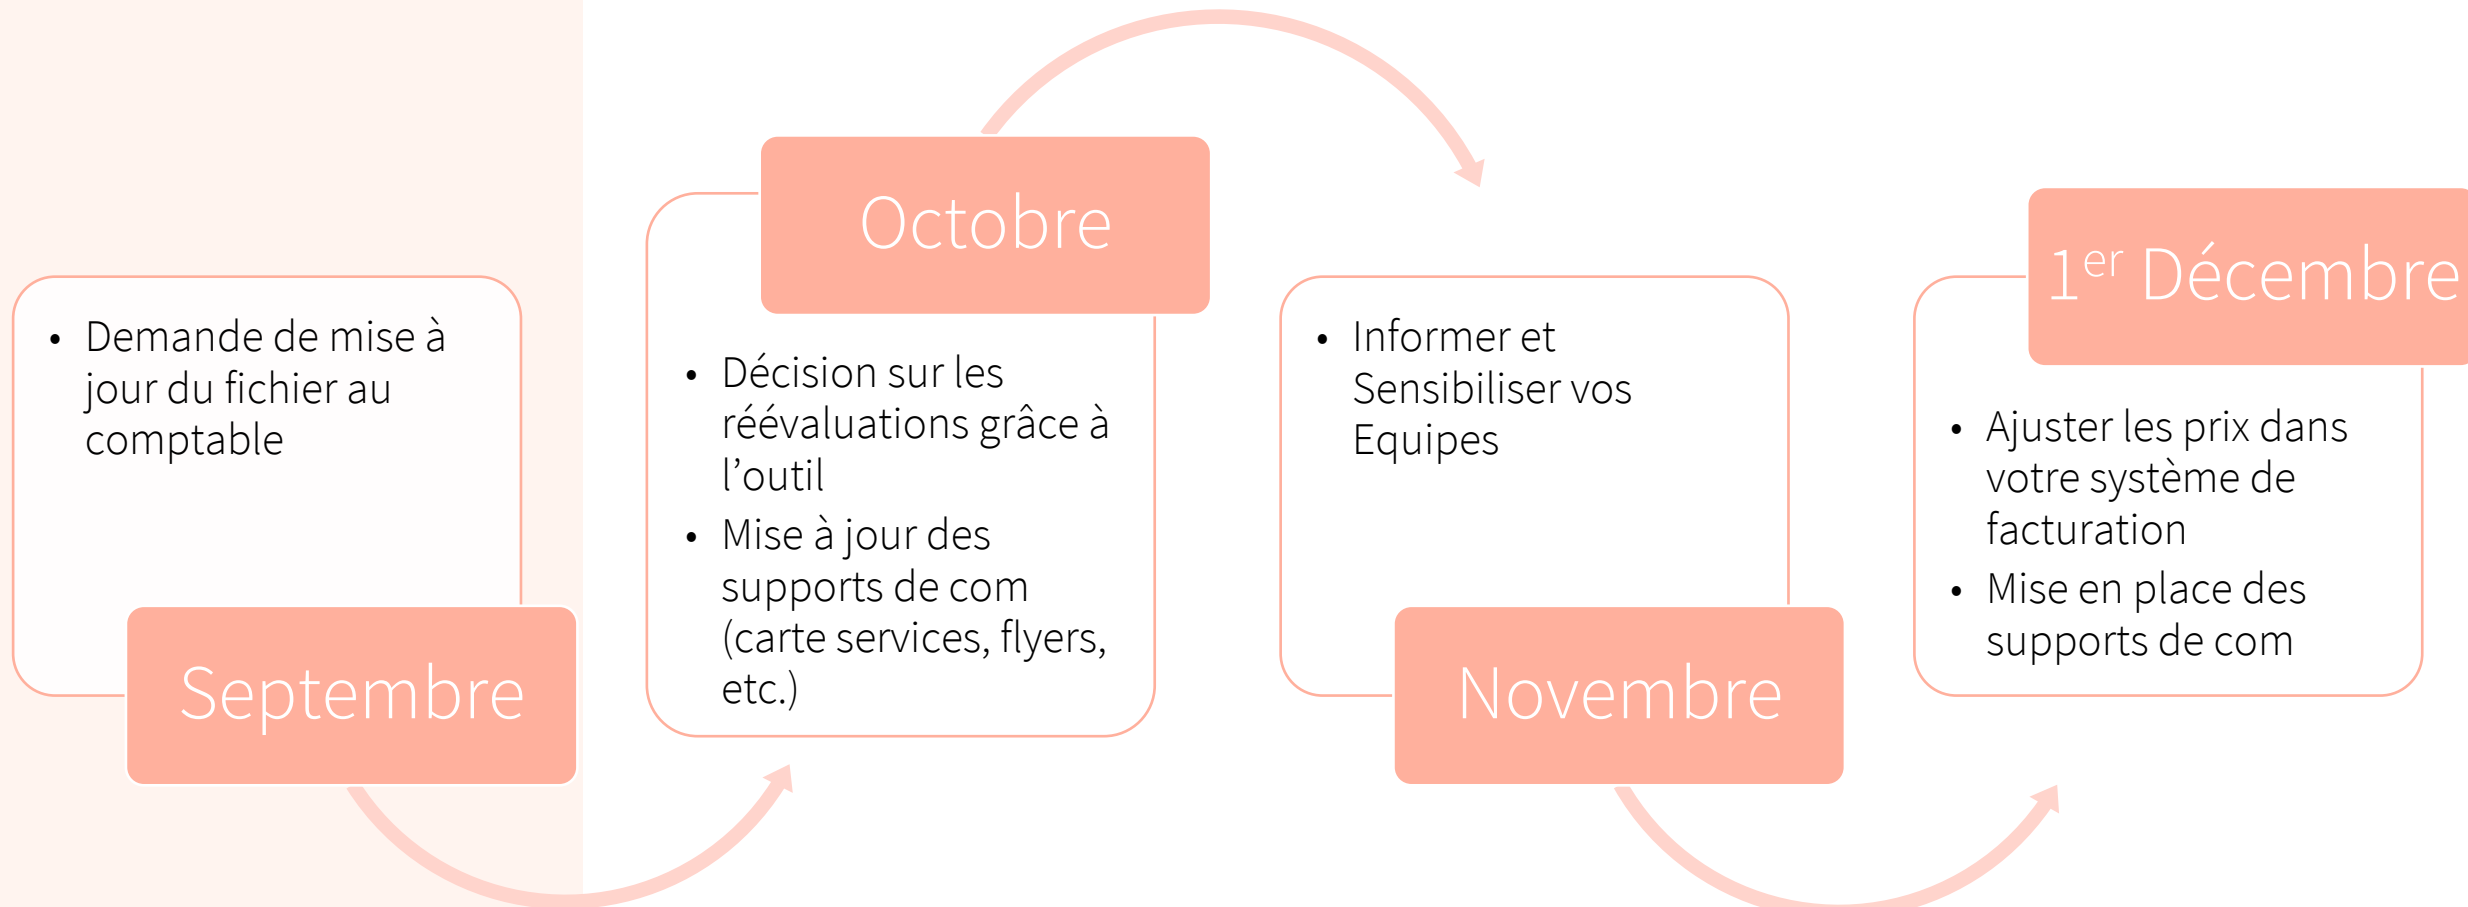 • Demande de mise à
jour du fichier au
comptable
Septembre
Octobre
• Décision sur les
réévaluations grâce à
l’outil
• Mise à jour des
supports de com
(carte services, flyers,
etc.)
• Informer et
Sensibiliser vos
Equipes
Novembre
1er Décembre
• Ajuster les prix dans
votre système de
facturation
• Mise en place des
supports de com